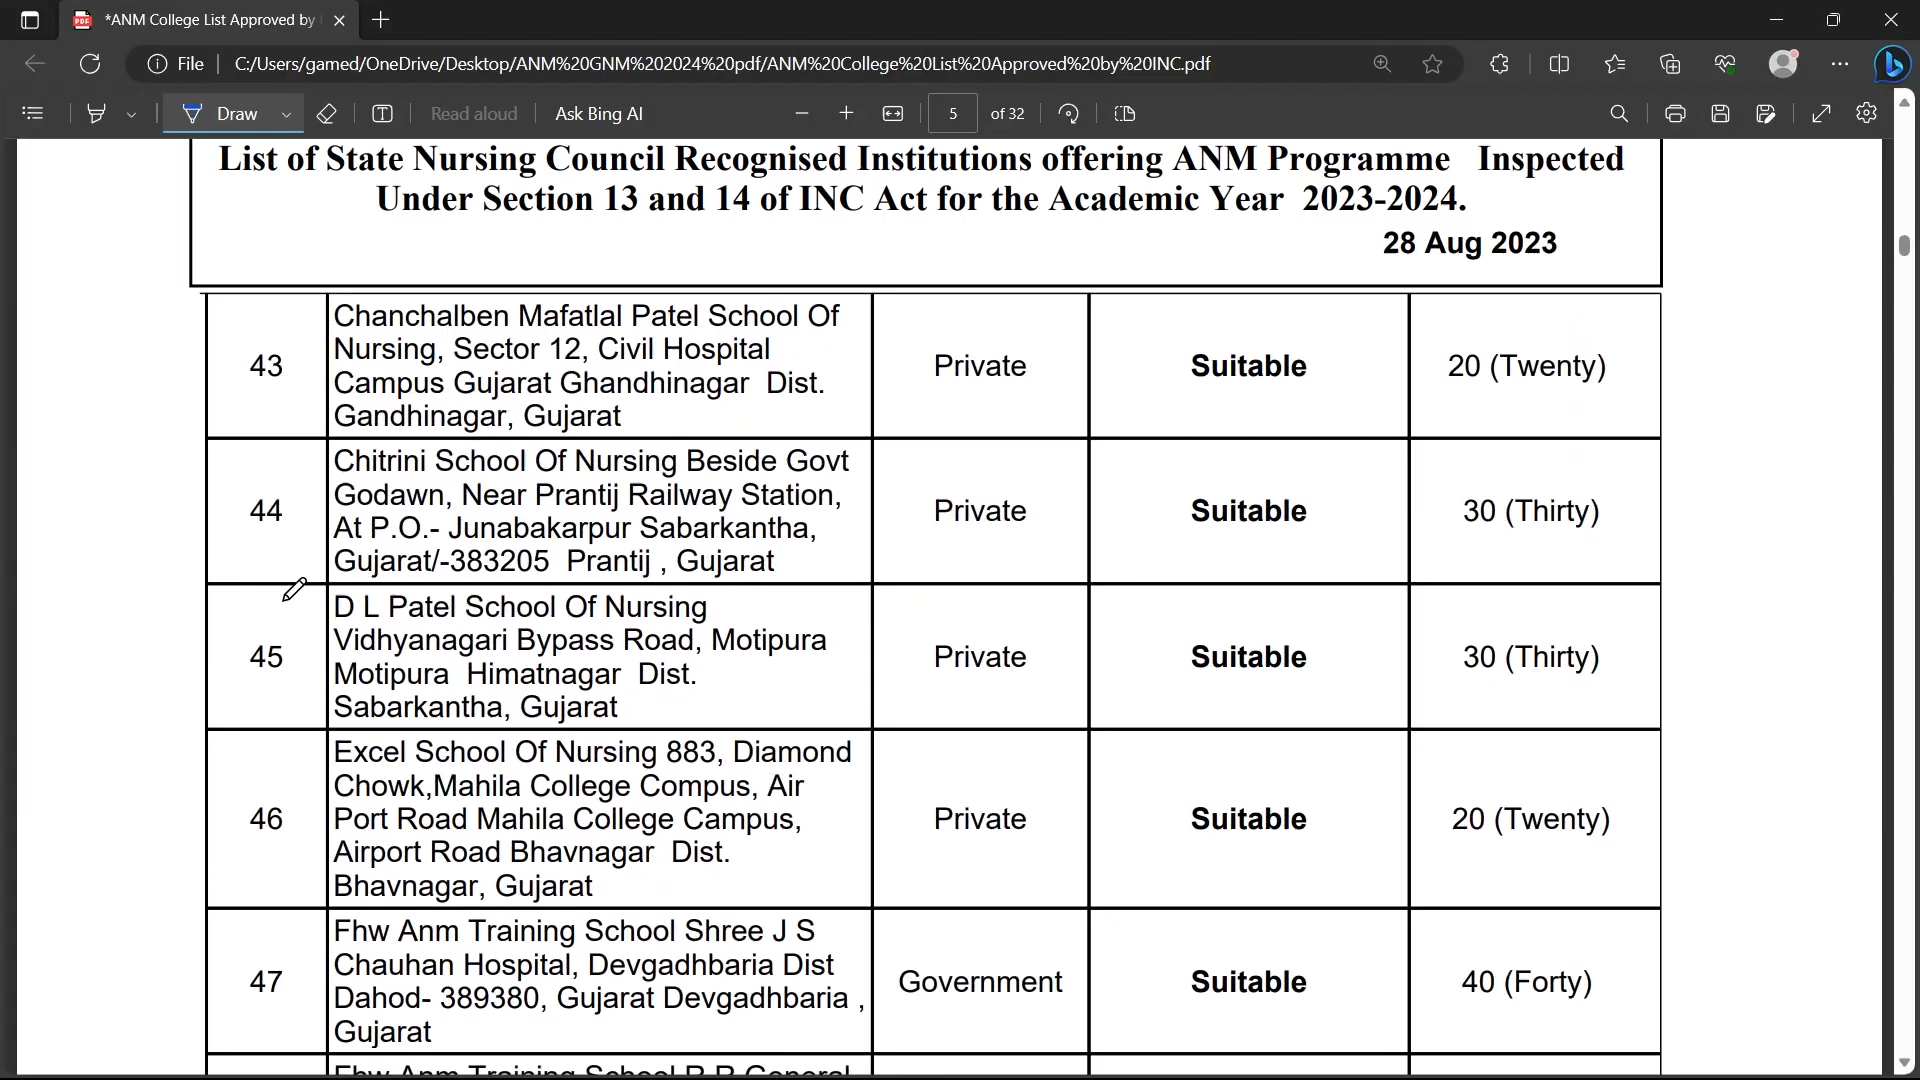 *ANM College List Approved by
File
C:/Users/gamed/OneDrive/Desktop/ANM%20GNM%202024%20pdf/ANM%20College%20List%20Approved%20by%20INC.pdf
Draw
Read aloud
Ask Bing AI
5
of 32
List of State Nursing Council Recognised Institutions offering ANM Programme Inspected
Under Section 13 and 14 of INC Act for the Academic Year 2023-2024.
28 Aug 2023
43
Chanchalben Mafatlal Patel School Of
Nursing, Sector 12, Civil Hospital
Campus Gujarat Ghandhinagar Dist.
Gandhinagar, Gujarat
Private
Suitable
20 (Twenty)
44
Chitrini School Of Nursing Beside Govt
Godawn, Near Prantij Railway Station,
At P.O.- Junabakarpur Sabarkantha,
Gujarat/-383205 Prantij , Gujarat
Private
Suitable
30 (Thirty)
45
D L Patel School Of Nursing
Vidhyanagari Bypass Road, Motipura
Motipura Himatnagar Dist.
Sabarkantha, Gujarat
Private
Suitable
30 (Thirty)
46
Excel School Of Nursing 883, Diamond
Chowk,Mahila College Compus, Air
Port Road Mahila College Campus,
Airport Road Bhavnagar Dist.
Bhavnagar, Gujarat
Private
Suitable
20 (Twenty)
47
Fhw Anm Training School Shree J S
Chauhan Hospital, Devgadhbaria Dist
Dahod- 389380, Gujarat Devgadhbaria ,
Gujarat
Government
Suitable
40 (Forty)
Fhw Anm Training School R R General